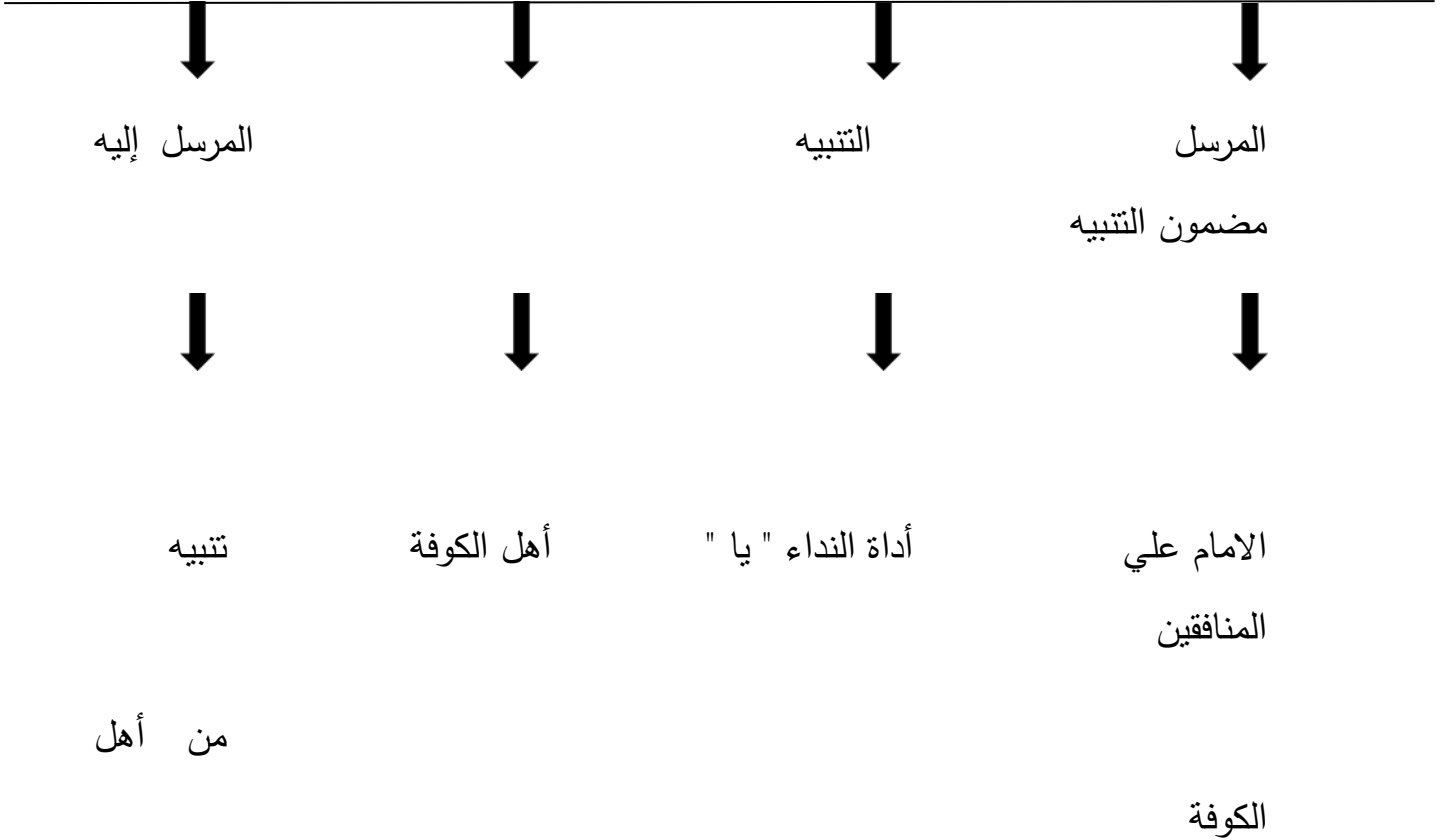 المرسل التنبيه المرسل إليه
مضمون التنبيه
الامام علي أداة النداء " يا " أهل الكوفة تنبيه
المنافقين
من أهل
الكوفة